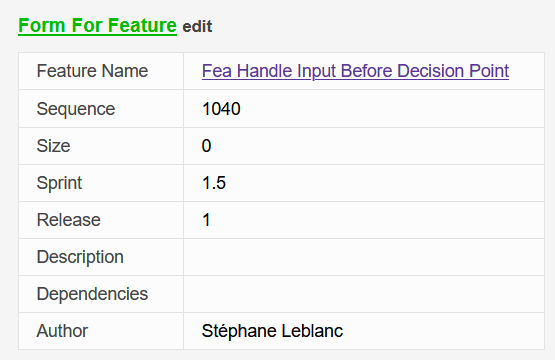 Form For Feature edit
Feature Name Fea Handle Input Before Decision Point
Sequence 1040
Size 0
Sprint 1.5
Release 1
Description
Dependencies
Author Stéphane Leblanc